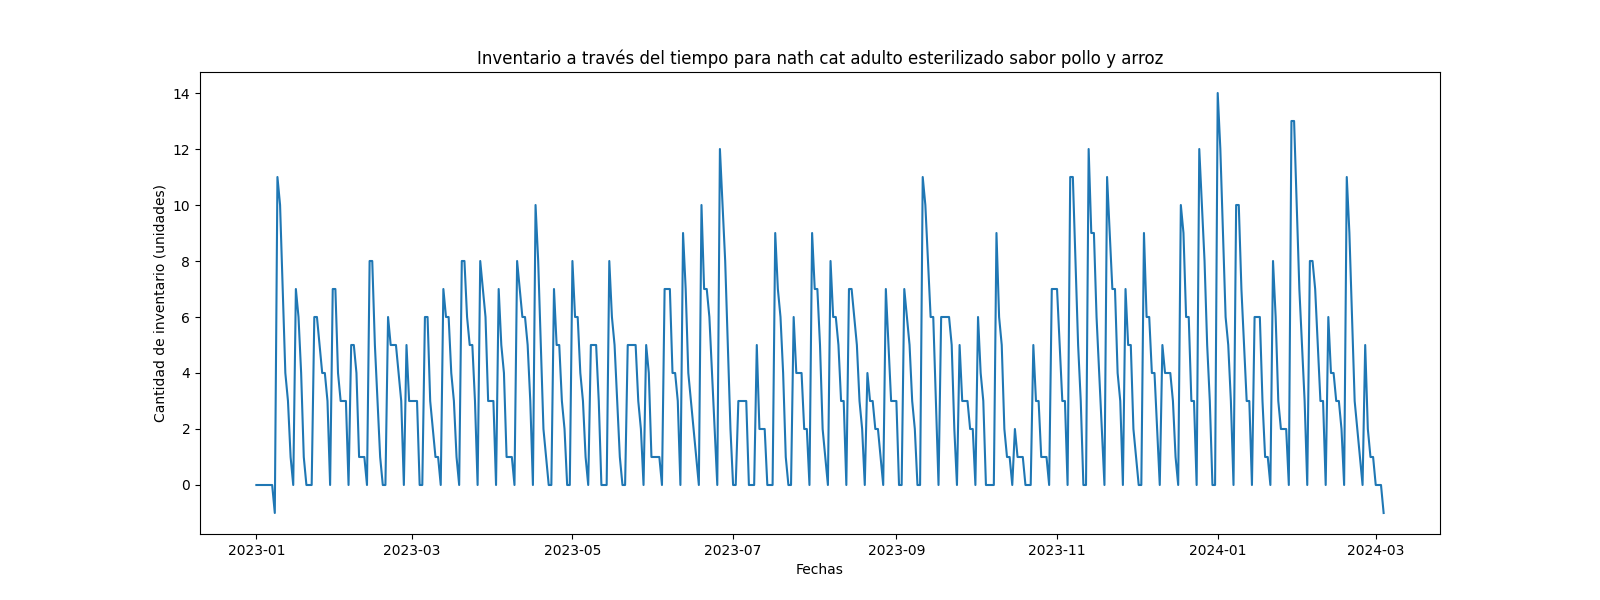 Inventario a través del tiempo para nath cat adulto esterilizado sabor pollo y arroz
Cantidad de inventario (unidades)
14
12
10
8
6
4
2
0
2023-01 2023-03 2023-05 2023-07 2023-09 2023-11 2024-01 2024-03
Fechas